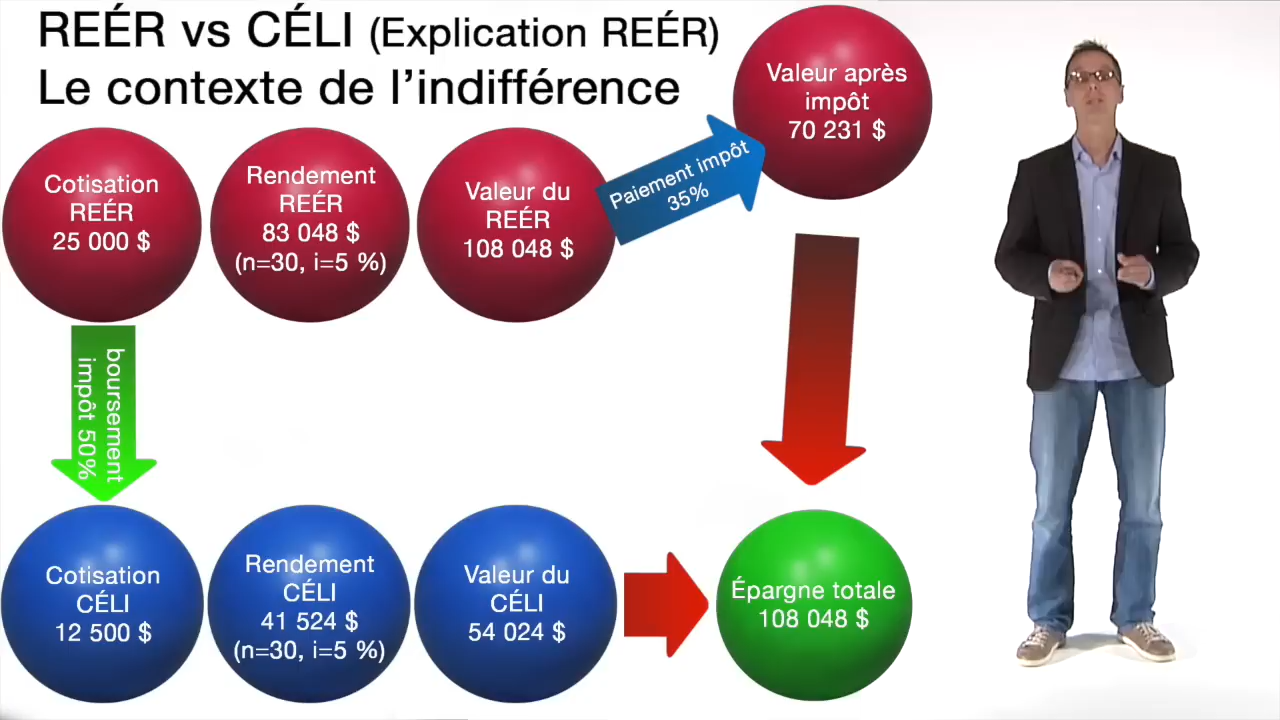 REÉR vs CÉLI (Explication REÉR)
Le contexte de l'indifférence
Cotisation
REÉR
25 000 $
Rendement
REÉR
83 048 $
(n=30, i=5 %)
Valeur du
REÉR
108 048 $
Paiement impôt
35%
Valeur après
impôt
70 231 $
boursement
impôt 50%
Cotisation
CÉLI
12 500 $
Rendement
CÉLI
41 524 $
(n=30, i=5 %)
Valeur du
CÉLI
54 024 $
Épargne totale
108 048 $